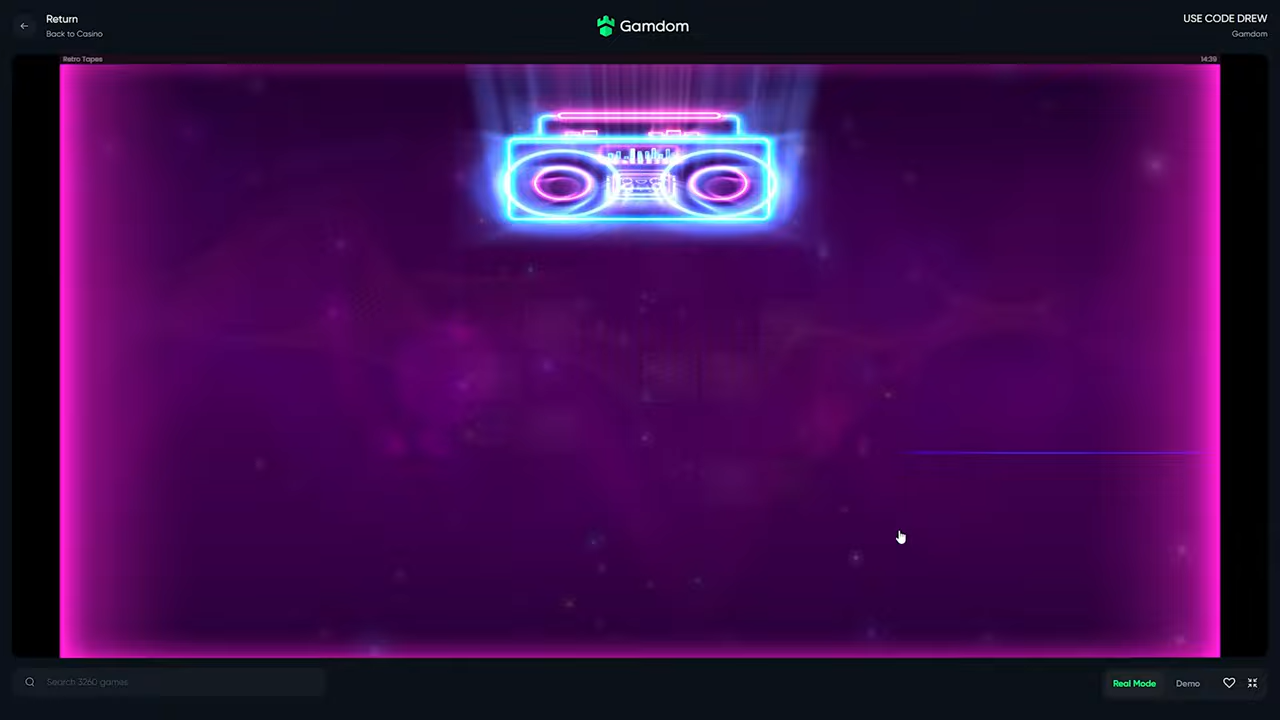 Return
Back to Casino
Gamdom
USE CODE DREW
Gamdom
Retro Tapes
14:39
Search 3260 games
Real Mode
Demo